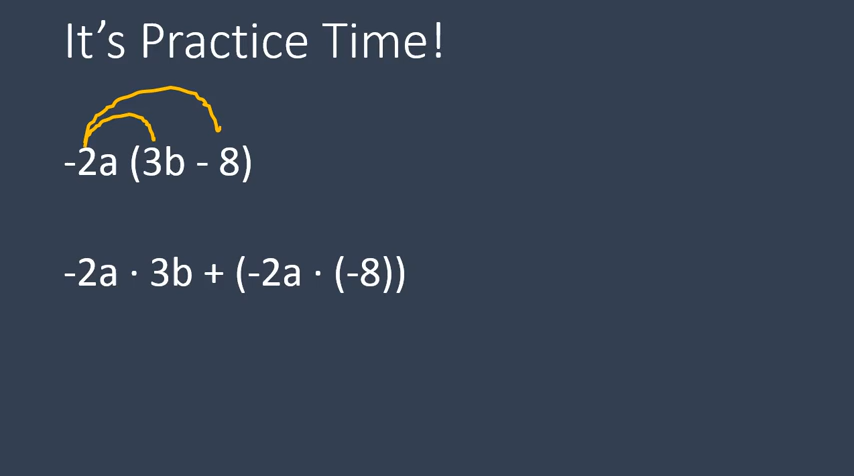 It’s Practice Time!
-2a (3b - 8)
-2a · 3b + (-2a · (-8))